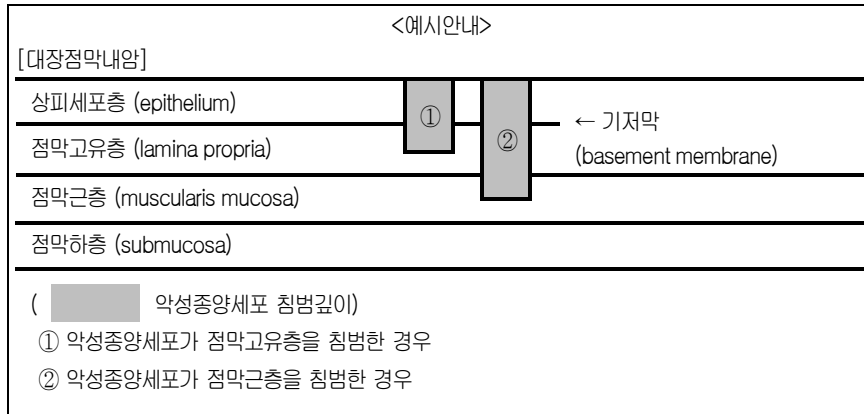 <예시안내>
[대장점막내암]
상피세포층 (epithelium)
①
← 기저막
점막고유층 (lamina propria)
②
(basement membrane)
점막근층 (muscularis mucosa)
점막하층 (submucosa)
( 악성종양세포 침범깊이)
① 악성종양세포가 점막고유층을 침범한 경우
② 악성종양세포가 점막근층을 침범한 경우